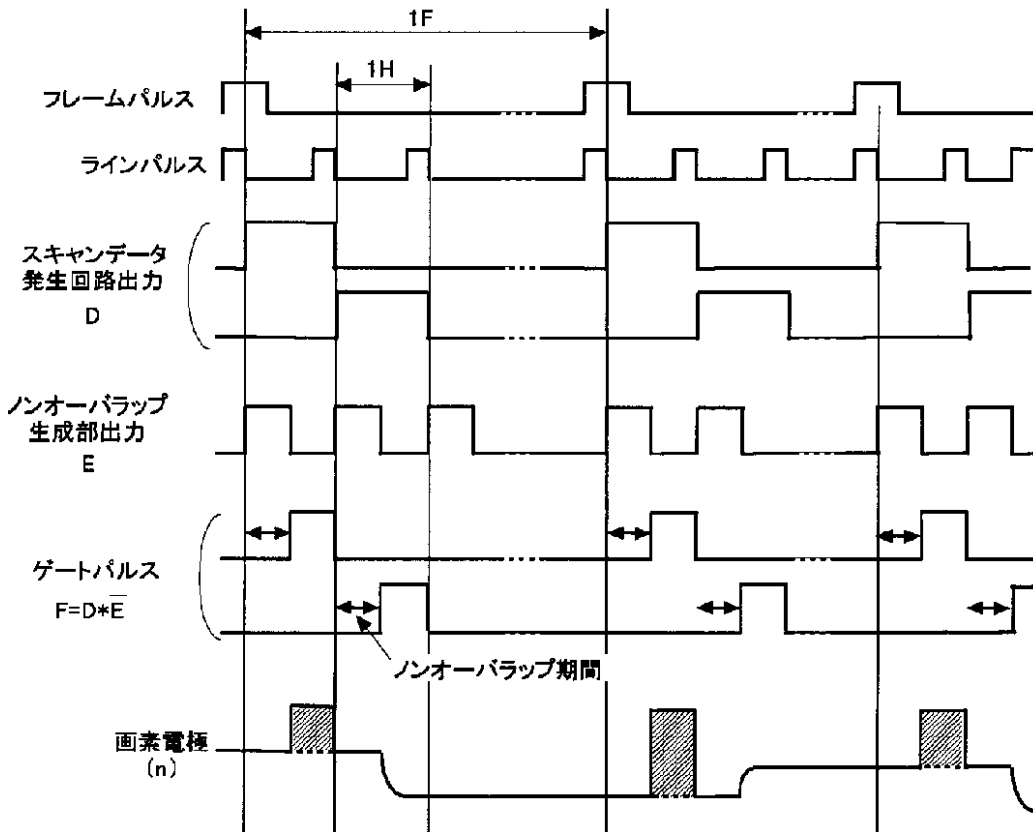 1F
1H
フレームパルス
ラインパルス
スキャンデータ
発生回路出力
D
ノンオーバラップ
生成部出力
E
ゲートパルス
F=D*E̅
ノンオーバラップ期間
画素電極
(n)